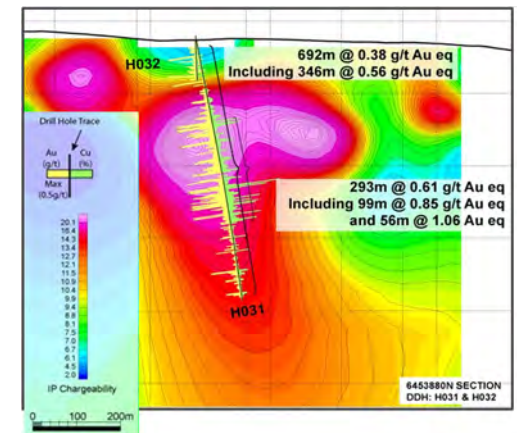 H032
692m @ 0.38 g/t Au eq
Including 346m @ 0.56 g/t Au eq
Drill Hole Trace
Au
(g/t)
Cu
(%)
Max
(0.5g/t)
293m @ 0.61 g/t Au eq
Including 99m @ 0.85 g/t Au eq
and 56m @ 1.06 Au eq
20.1
16.4
14.3
13.4
12.7
12.1
11.5
10.9
10.4
9.9
9.4
8.9
8.8
8.1
7.5
7.0
6.7
6.1
4.5
2.0
IP Chargeability
H031
0 100 200m
6453880N SECTION
DDH: H031 & H032